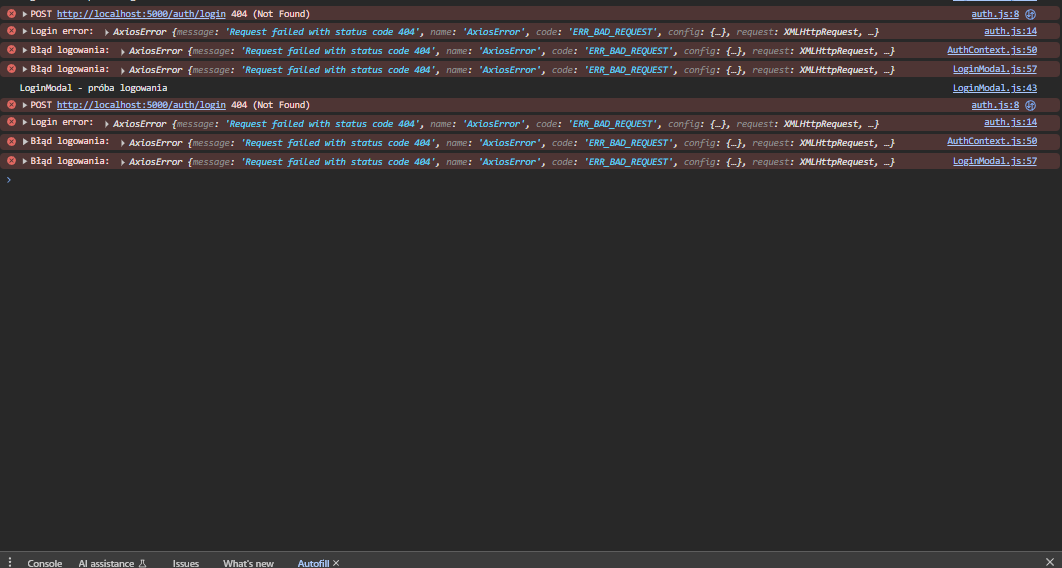 POST http://localhost:5000/auth/login 404 (Not Found) auth.js:8
Login error: AxiosError {message: 'Request failed with status code 404', name: 'AxiosError', code: 'ERR_BAD_REQUEST', config: {…}, request: XMLHttpRequest, …} auth.js:14
Błąd logowania: AxiosError {message: 'Request failed with status code 404', name: 'AxiosError', code: 'ERR_BAD_REQUEST', config: {…}, request: XMLHttpRequest, …} AuthContext.js:50
Błąd logowania: AxiosError {message: 'Request failed with status code 404', name: 'AxiosError', code: 'ERR_BAD_REQUEST', config: {…}, request: XMLHttpRequest, …} LoginModal.js:57
LoginModal - próba logowania LoginModal.js:43
POST http://localhost:5000/auth/login 404 (Not Found) auth.js:8
Login error: AxiosError {message: 'Request failed with status code 404', name: 'AxiosError', code: 'ERR_BAD_REQUEST', config: {…}, request: XMLHttpRequest, …} auth.js:14
Błąd logowania: AxiosError {message: 'Request failed with status code 404', name: 'AxiosError', code: 'ERR_BAD_REQUEST', config: {…}, request: XMLHttpRequest, …} AuthContext.js:50
Błąd logowania: AxiosError {message: 'Request failed with status code 404', name: 'AxiosError', code: 'ERR_BAD_REQUEST', config: {…}, request: XMLHttpRequest, …} LoginModal.js:57
Console AI assistance Issues What's new Autofill